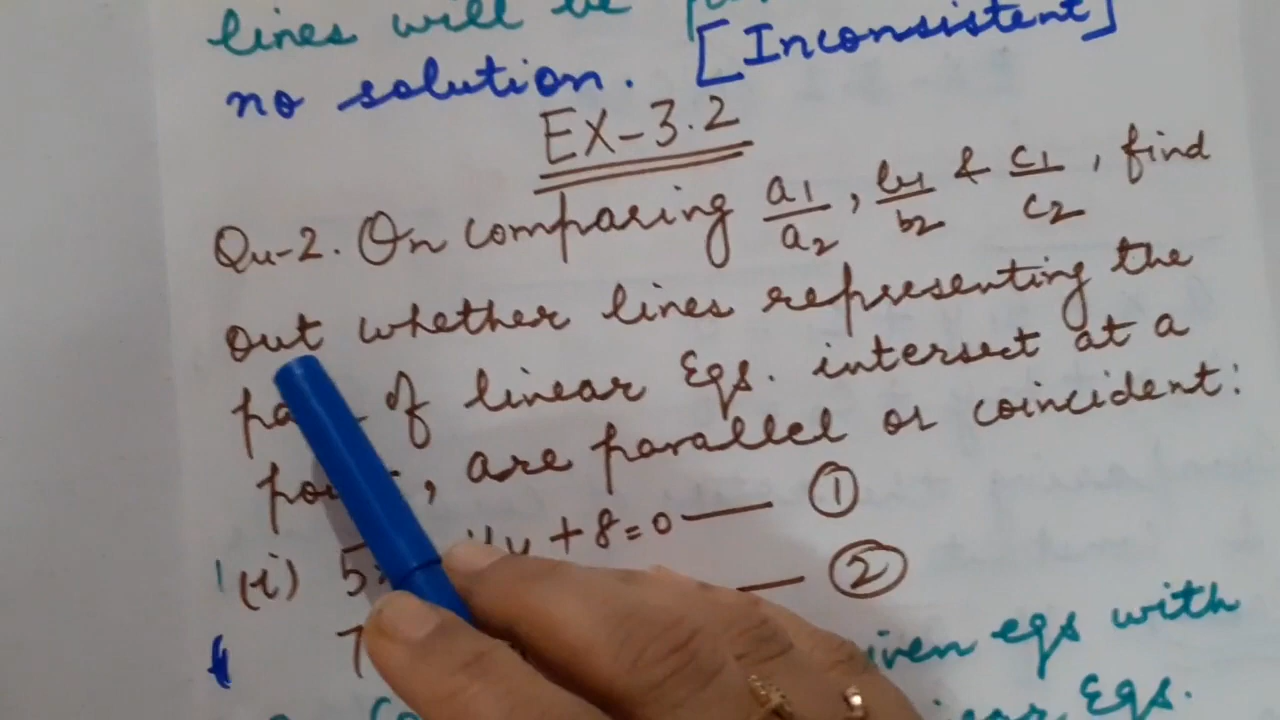 lines will be
no solution. [Inconsistent]
EX-3.2
Qu-2. On comparing a1/a2, b1/b2 & c1/c2, find
out whether lines representing the
of linear Eqs. intersect at a
, are parallel or coincident:
(i) 5 + 8 = 0 — ①
7 — ②
eqs with
Eqs.